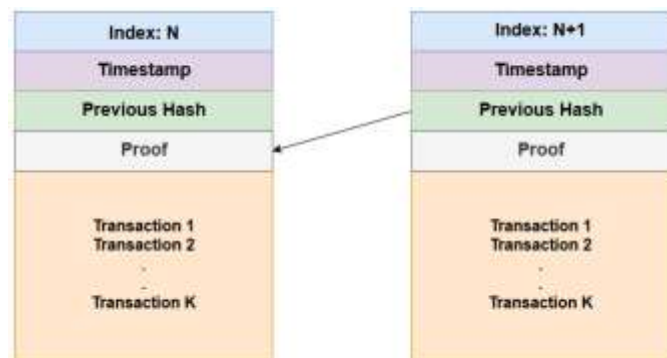 Index: N
Timestamp
Previous Hash
Proof
Transaction 1
Transaction 2
.
.
Transaction K
Index: N+1
Timestamp
Previous Hash
Proof
Transaction 1
Transaction 2
.
.
Transaction K